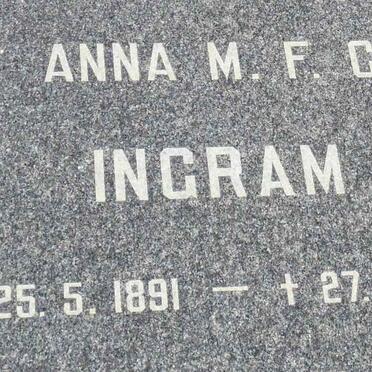 ANNA M. F. C
INGRAM
25. 5. 1891 — † 27.